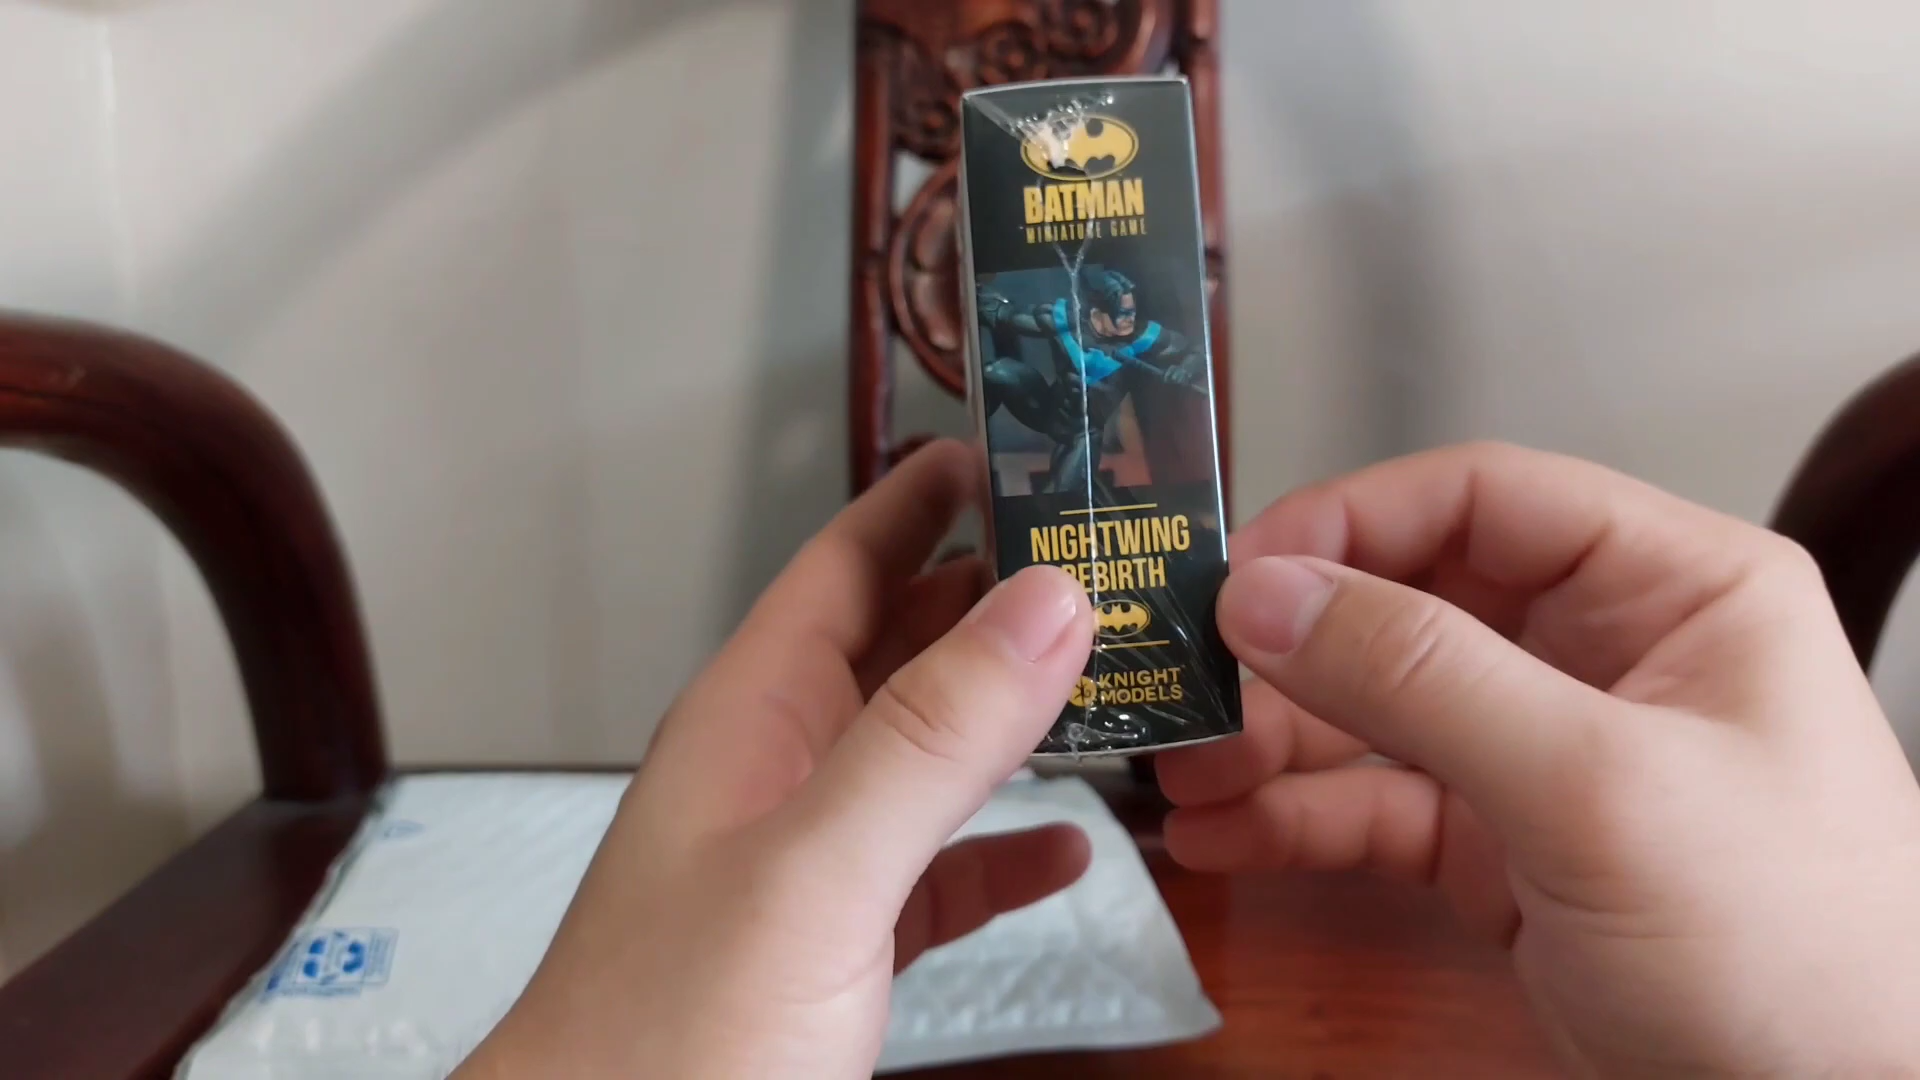 BATMAN
MINIATURE GAME
NIGHTWING
REBIRTH
KNIGHT
MODELS